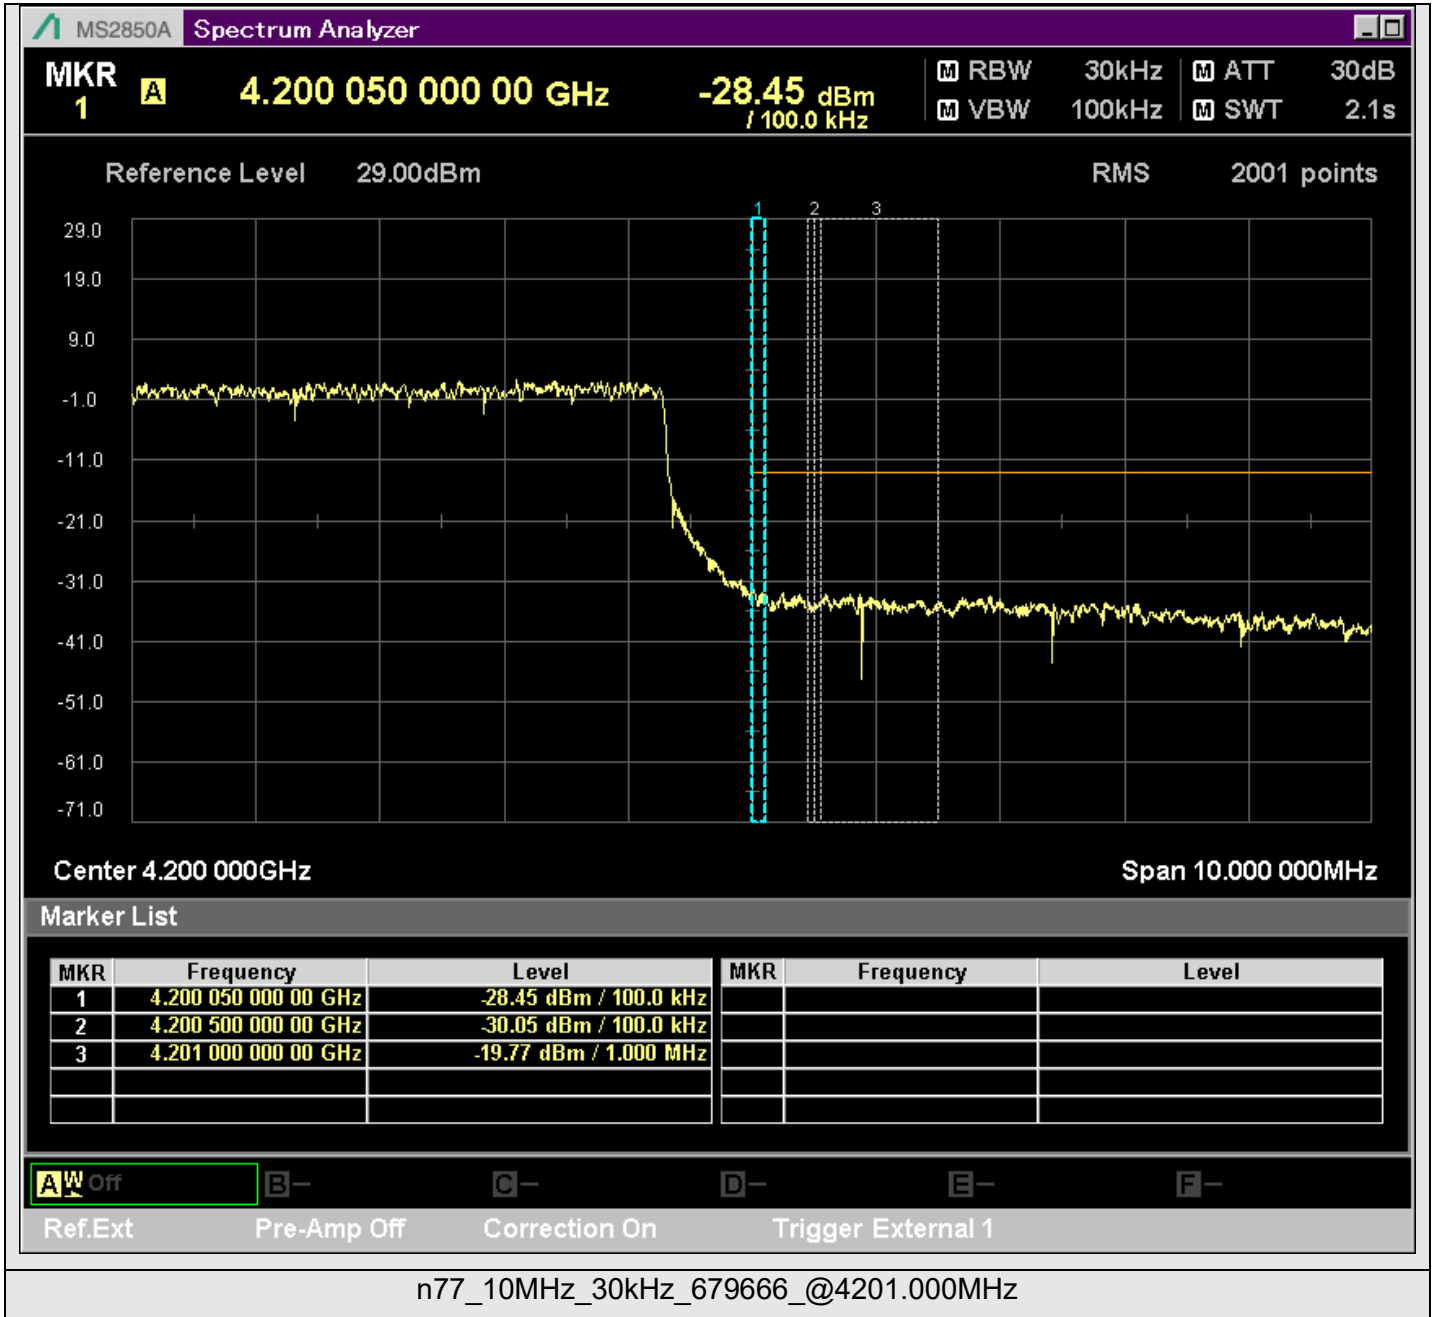 MS2850A Spectrum Analyzer
MKR 1 A 4.200 050 000 00 GHz -28.45 dBm / 100.0 kHz
M RBW 30kHz M ATT 30dB
M VBW 100kHz M SWT 2.1s
Reference Level 29.00dBm RMS 2001 points
1 2 3
29.0
19.0
9.0
-1.0
-11.0
-21.0
-31.0
-41.0
-51.0
-61.0
-71.0
Center 4.200 000GHz Span 10.000 000MHz
Marker List
MKR Frequency Level MKR Frequency Level
1 4.200 050 000 00 GHz -28.45 dBm / 100.0 kHz
2 4.200 500 000 00 GHz -30.05 dBm / 100.0 kHz
3 4.201 000 000 00 GHz -19.77 dBm / 1.000 MHz
A W Off B- C- D- E- F-
Ref.Ext Pre-Amp Off Correction On Trigger External 1
n77_10MHz_30kHz_679666_@4201.000MHz